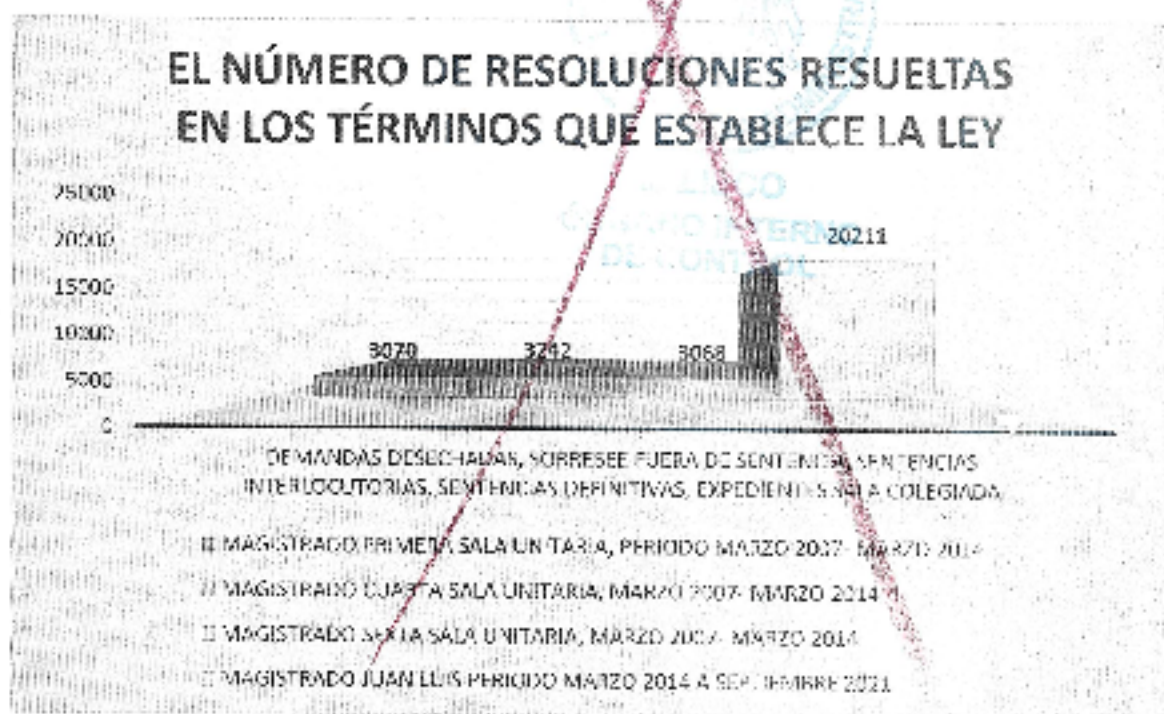 EL NÚMERO DE RESOLUCIONES RESUELTAS
EN LOS TÉRMINOS QUE ESTABLECE LA LEY
25000
20000
20211
15000
10000
3070 3242 3068
5000
0
DEMANDAS DESECHADAS, SOBRESEE FUERA DE SENTENCIA, SENTENCIAS
INTERLOCUTORIAS, SENTENCIAS DEFINITIVAS, EXPEDIENTES SALA COLEGIADA
MAGISTRADO PRIMERA SALA UNITARIA, PERIODO MARZO 2007- MARZO 2014
MAGISTRADO CUARTA SALA UNITARIA, MARZO 2007- MARZO 2014
MAGISTRADO SEXTA SALA UNITARIA, MARZO 2007- MARZO 2014
MAGISTRADO JUAN LUIS PERIODO MARZO 2014 A SEPTIEMBRE 2021
INTERNO
DE CONTROL